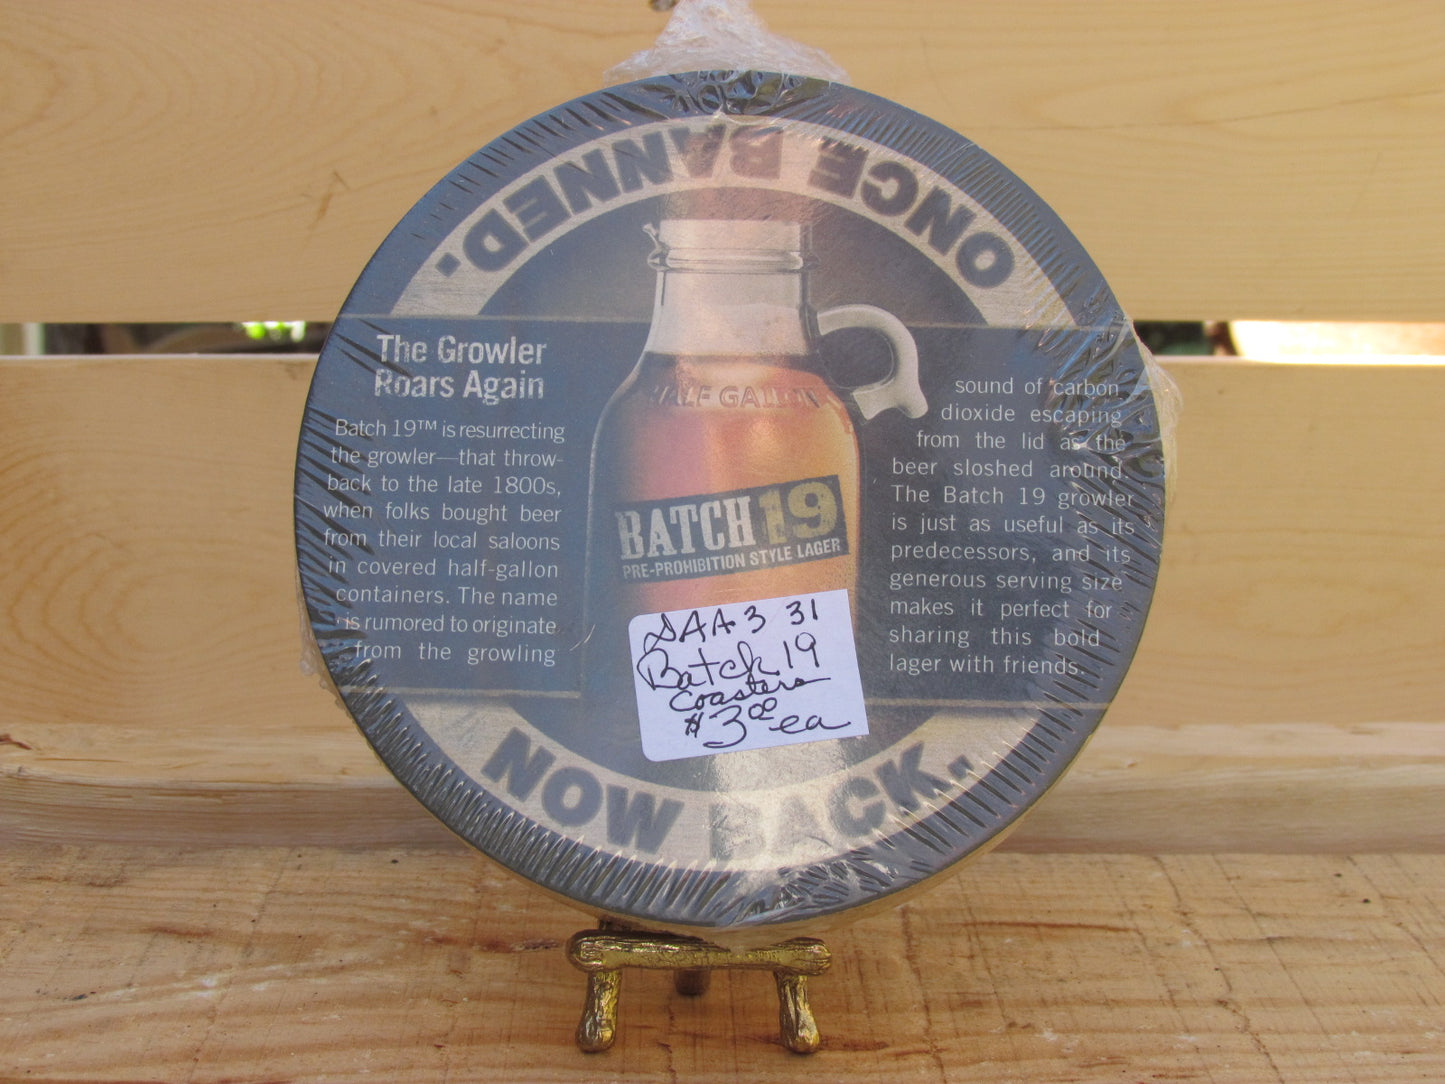 ONCE BANNED.
The Growler
Roars Again
Batch 19™ is resurrecting
the growler—that throw-
back to the late 1800s,
when folks bought beer
from their local saloons
in covered half-gallon
containers. The name
is rumored to originate
from the growling
sound of carbon
dioxide escaping
from the lid as the
beer sloshed around.
The Batch 19 growler
is just as useful as its
predecessors, and its
generous serving size
makes it perfect for
sharing this bold
lager with friends.
HALF GALLON
BATCH 19
PRE-PROHIBITION STYLE LAGER
SAA3 31
Batch 19
Coasters
$3.00 ea
NOW BACK.